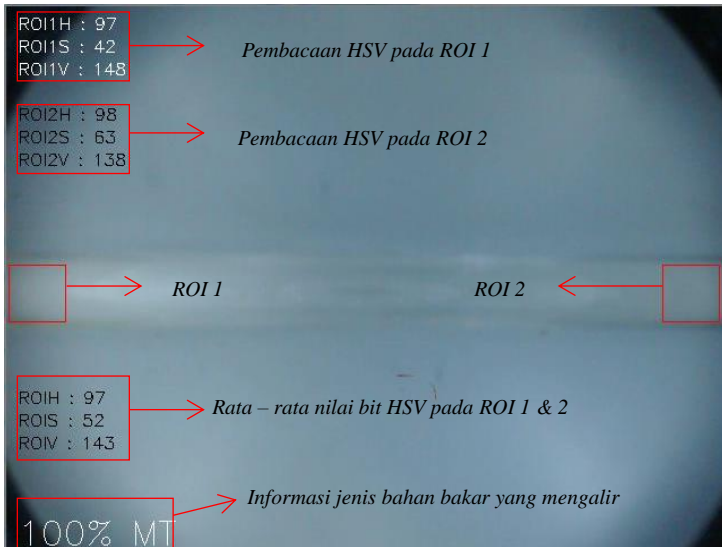 ROI1H : 97
ROI1S : 42
ROI1V : 148
Pembacaan HSV pada ROI 1
ROI2H : 98
ROI2S : 63
ROI2V : 138
Pembacaan HSV pada ROI 2
ROI 1
ROI 2
ROIH : 97
ROIS : 52
ROIV : 143
Rata – rata nilai bit HSV pada ROI 1 & 2
Informasi jenis bahan bakar yang mengalir
100% MT